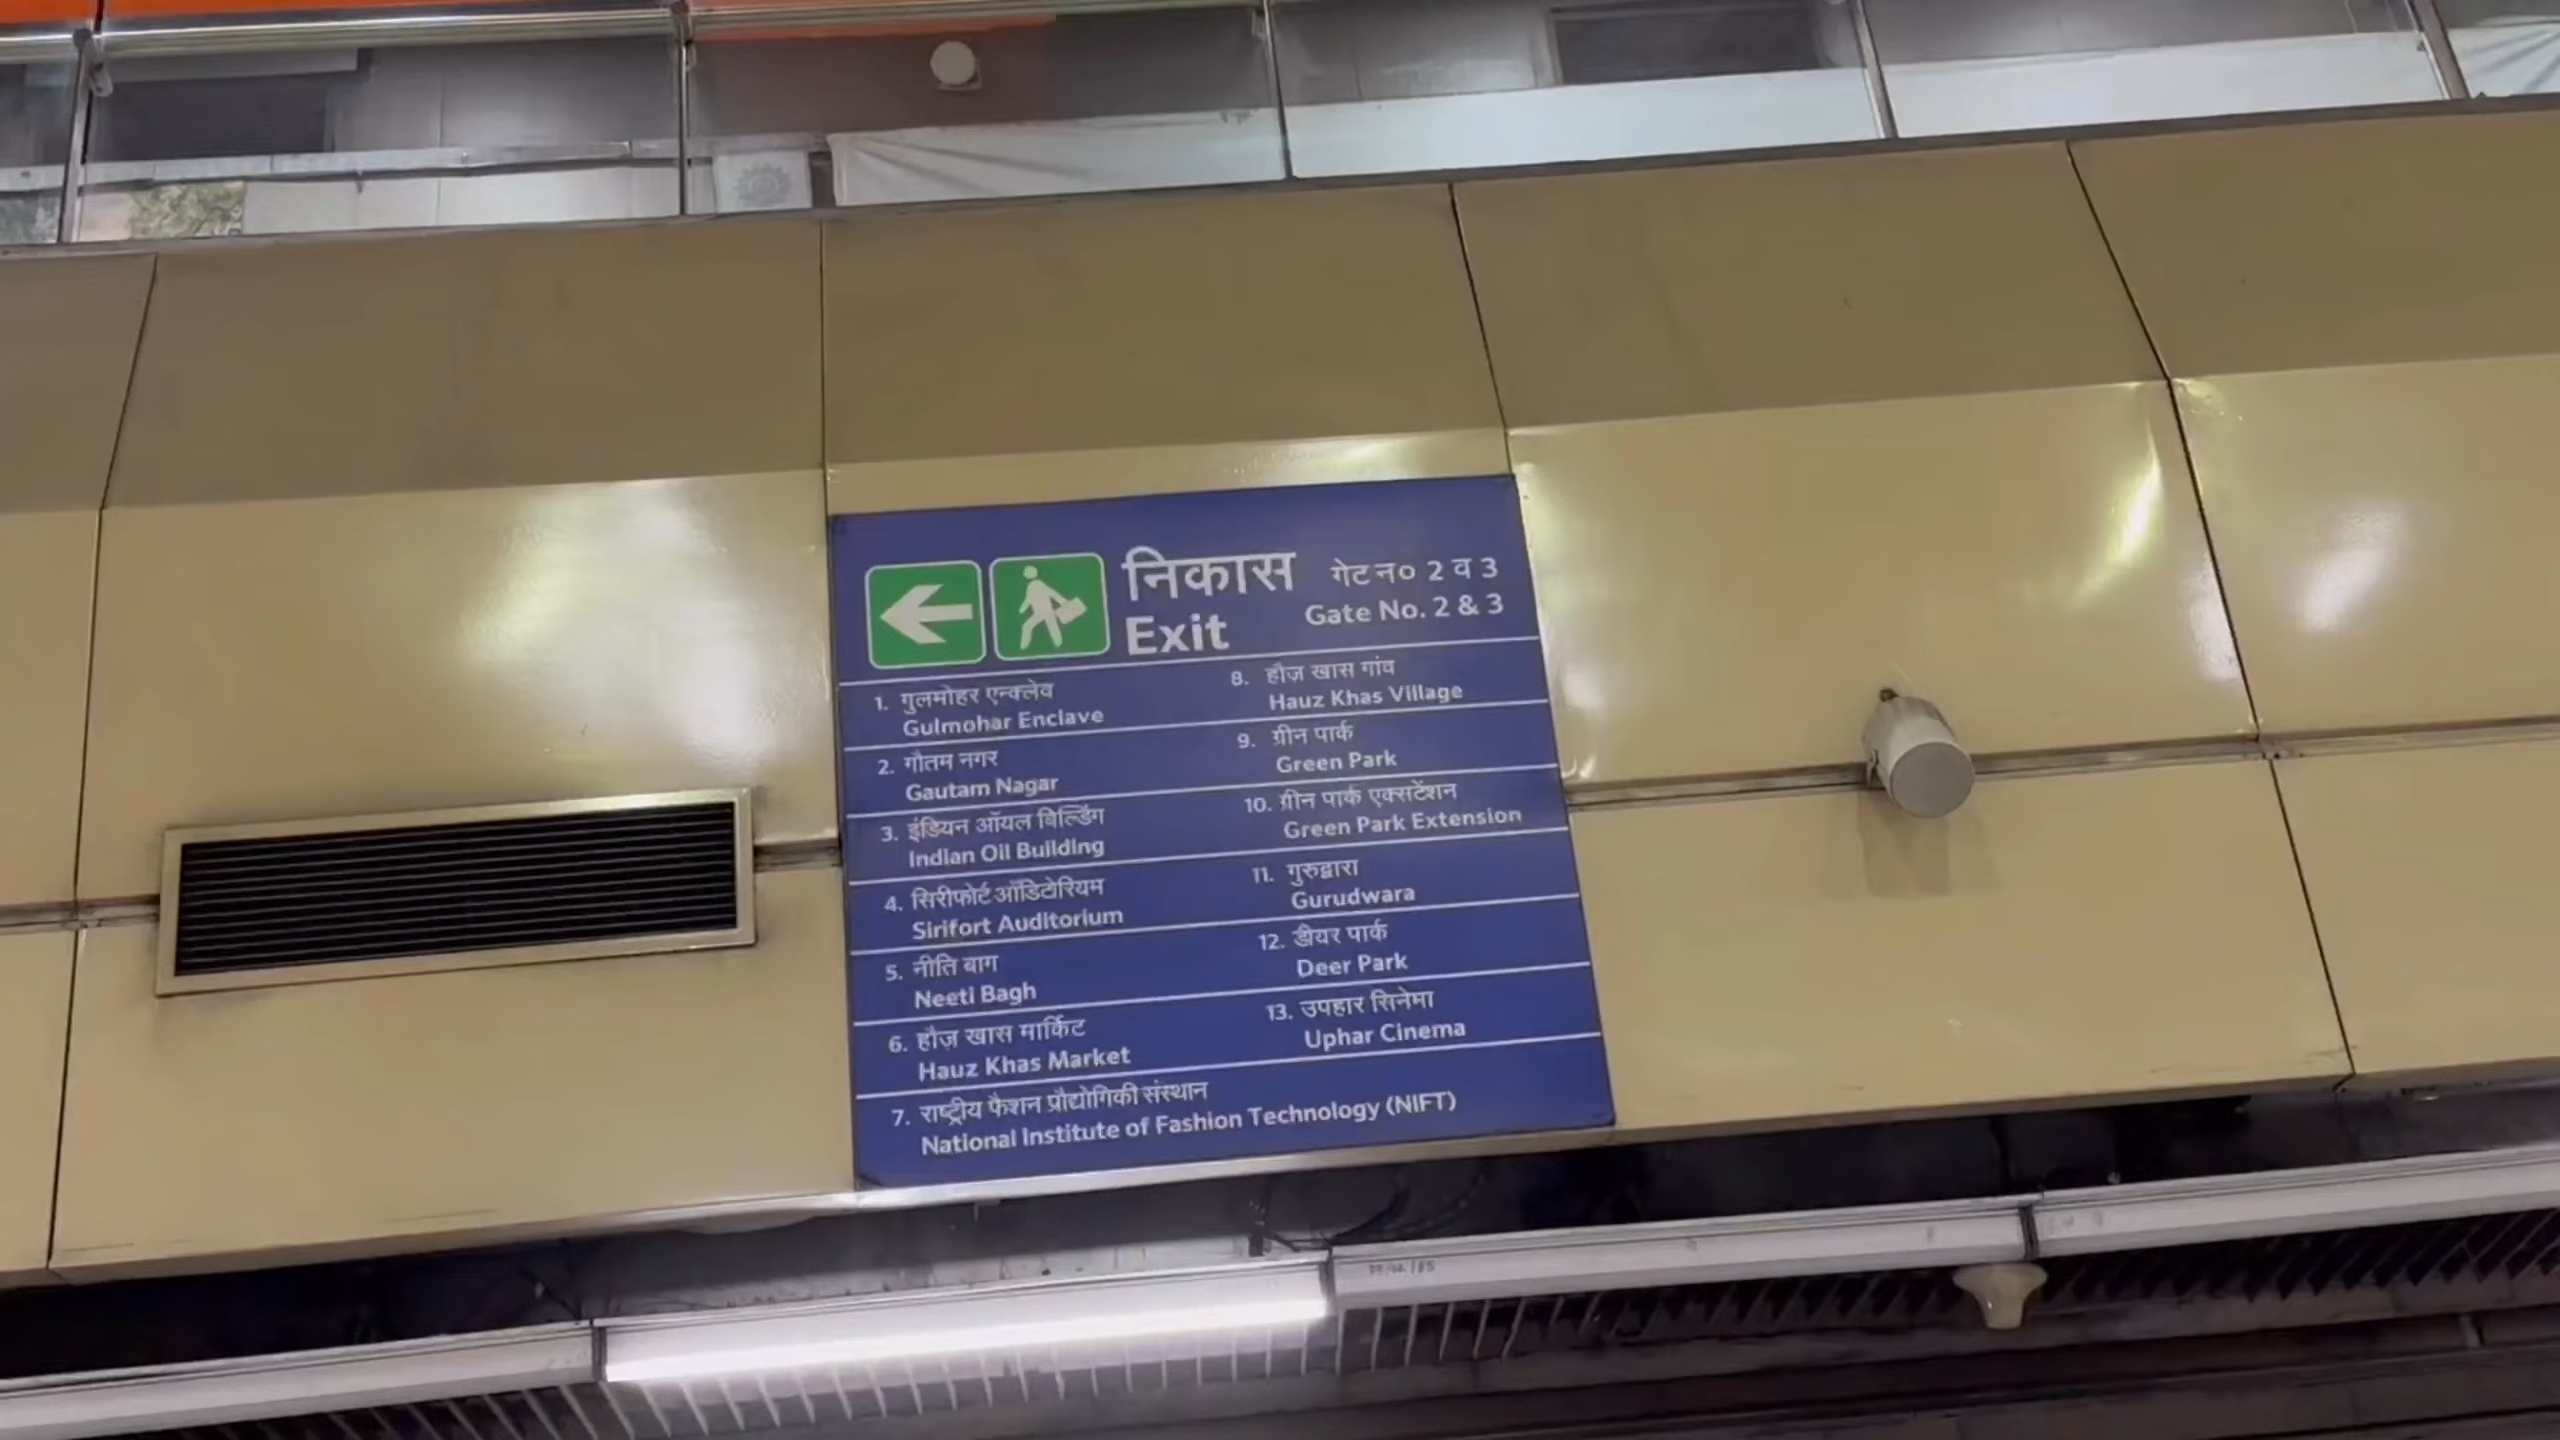 निकास
Exit
गेट न० 2 व 3
Gate No. 2 & 3
1. गुलमोहर एन्क्लेव
Gulmohar Enclave
2. गौतम नगर
Gautam Nagar
3. इंडियन ऑयल बिल्डिंग
Indian Oil Building
4. सिरीफोर्ट ऑडिटोरियम
Sirifort Auditorium
5. नीति बाग
Neeti Bagh
6. हौज़ खास मार्किट
Hauz Khas Market
7. राष्ट्रीय फैशन प्रौद्योगिकी संस्थान
National Institute of Fashion Technology (NIFT)
8. हौज़ खास गांव
Hauz Khas Village
9. ग्रीन पार्क
Green Park
10. ग्रीन पार्क एक्सटेंशन
Green Park Extension
11. गुरुद्वारा
Gurudwara
12. डीयर पार्क
Deer Park
13. उपहार सिनेमा
Uphar Cinema